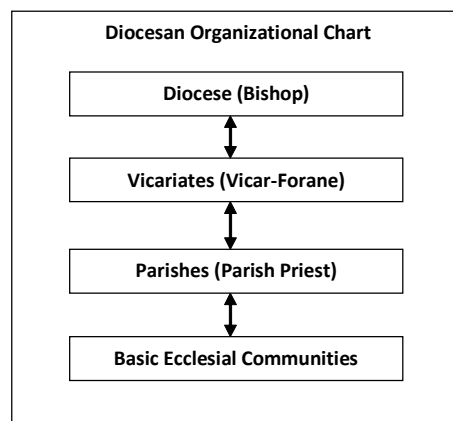 Diocesan Organizational Chart
Diocese (Bishop)
Vicariates (Vicar-Forane)
Parishes (Parish Priest)
Basic Ecclesial Communities